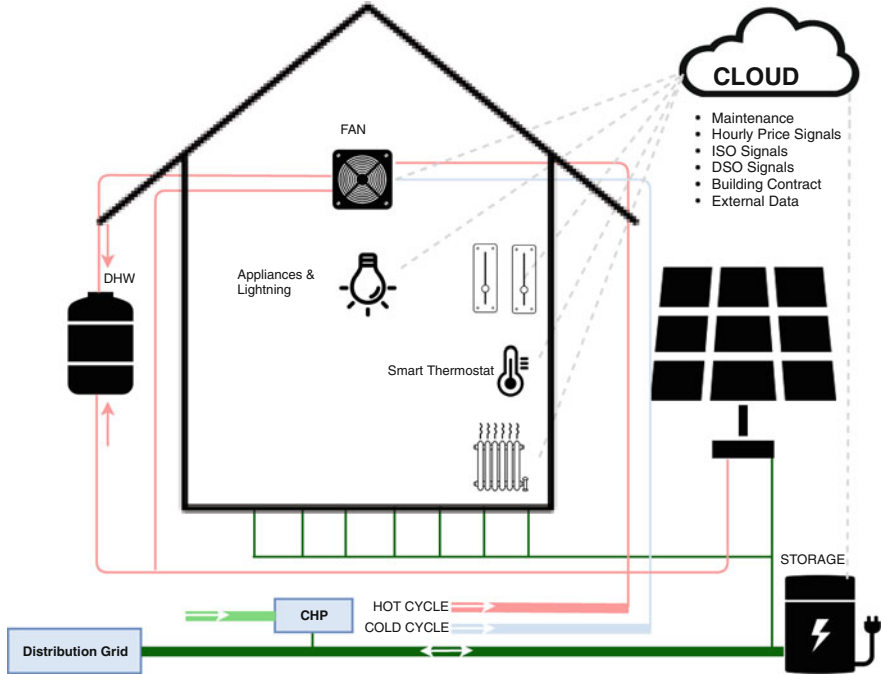 CLOUD
• Maintenance
• Hourly Price Signals
• ISO Signals
• DSO Signals
• Building Contract
• External Data
FAN
DHW
Appliances &
Lightning
Smart Thermostat
STORAGE
HOT CYCLE
CHP
COLD CYCLE
Distribution Grid